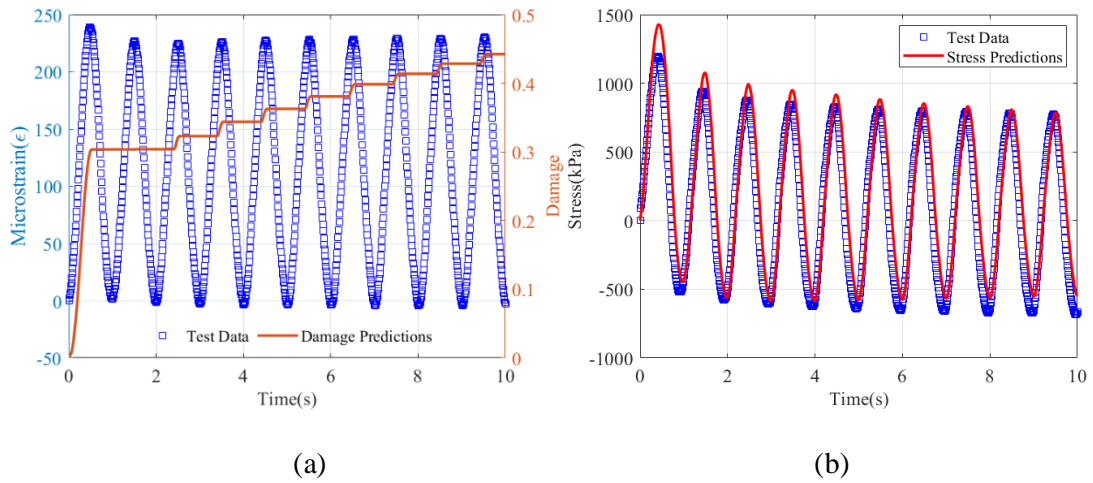 250
200
150
100
50
0
-50
Microstrain(ϵ)
0.5
0.4
0.3
0.2
0.1
0
Damage
Test Data
Damage Predictions
0 2 4 6 8 10
Time(s)
(a)
1500
1000
500
0
-500
-1000
Stress(kPa)
Test Data
Stress Predictions
0 2 4 6 8 10
Time(s)
(b)